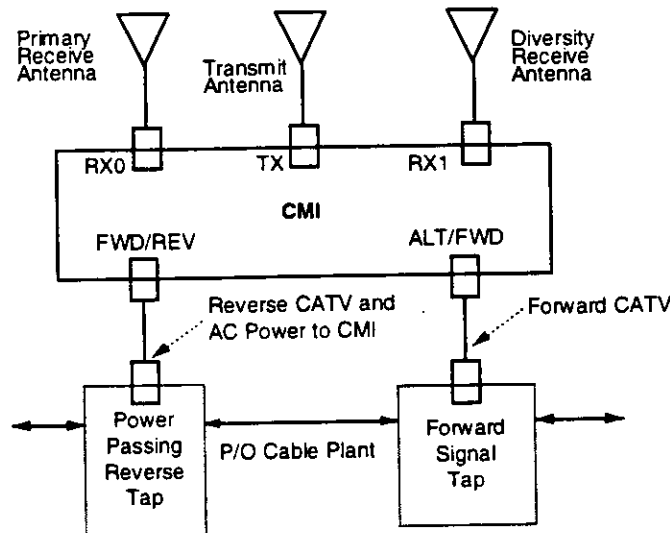 Primary
Receive
Antenna
Transmit
Antenna
Diversity
Receive
Antenna
RX0
TX
RX1
CMI
FWD/REV
ALT/FWD
Reverse CATV and
AC Power to CMI
Forward CATV
Power
Passing
Reverse
Tap
P/O Cable Plant
Forward
Signal
Tap